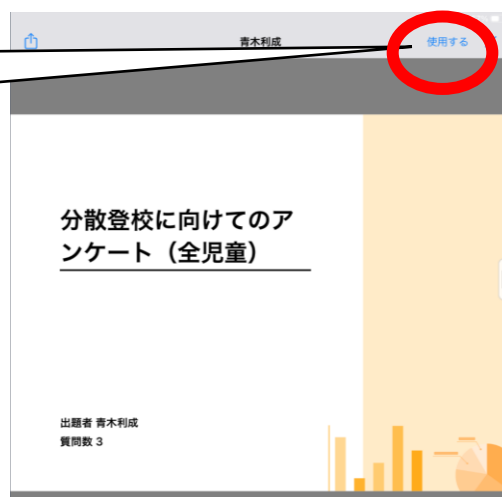 青木利成
使用する
分散登校に向けてのア
ンケート（全児童）
出題者 青木利成
質問数 3